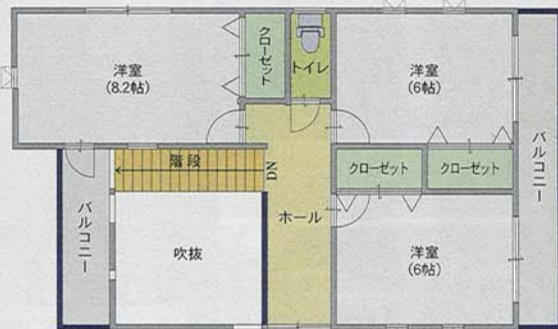 洋室
(8.2帖)
クローゼット
トイレ
洋室
(6帖)
バルコニー
階段
DN
クローゼット
クローゼット
バルコニー
吹抜
ホール
洋室
(6帖)